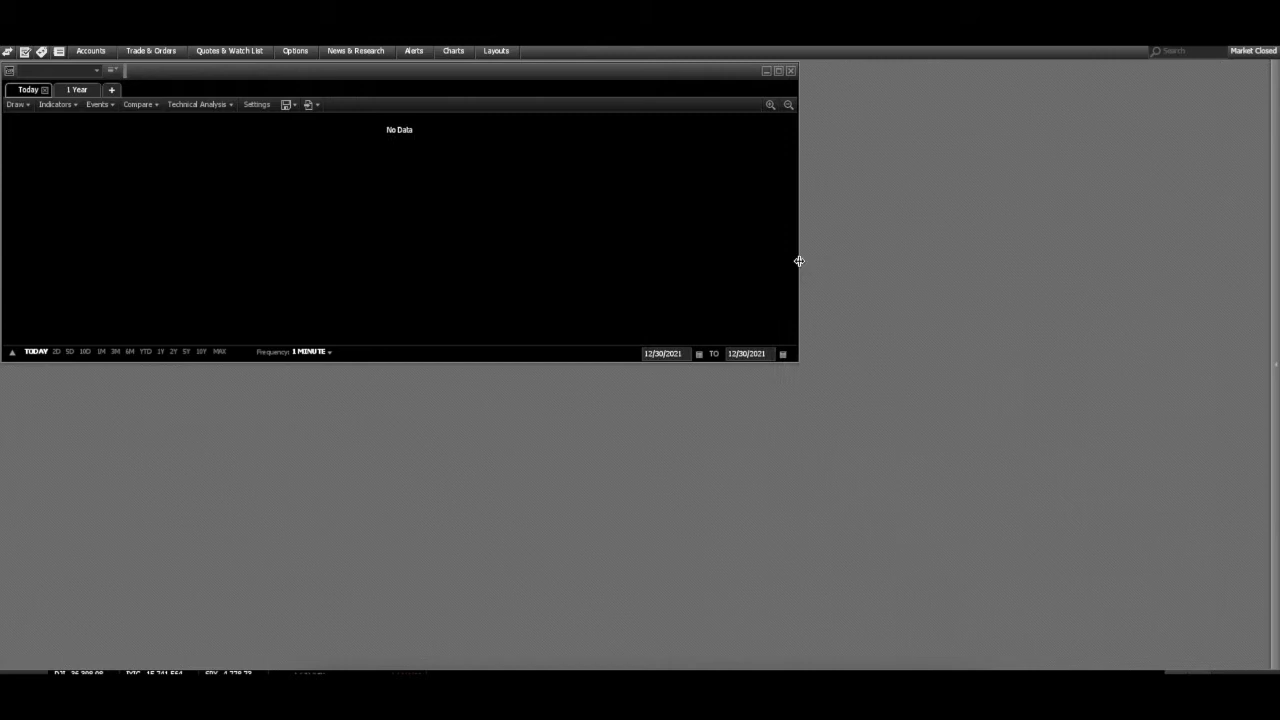 Accounts Trade & Orders Quotes & Watch List Options News & Research Alerts Charts Layouts Search Market Closed
Today 1 Year +
Draw Indicators Events Compare Technical Analysis Settings
No Data
TODAY 2D 5D 10D 1M 3M 6M YTD 1Y 2Y 5Y 10Y MAX Frequency: 1 MINUTE 12/30/2021 TO 12/30/2021